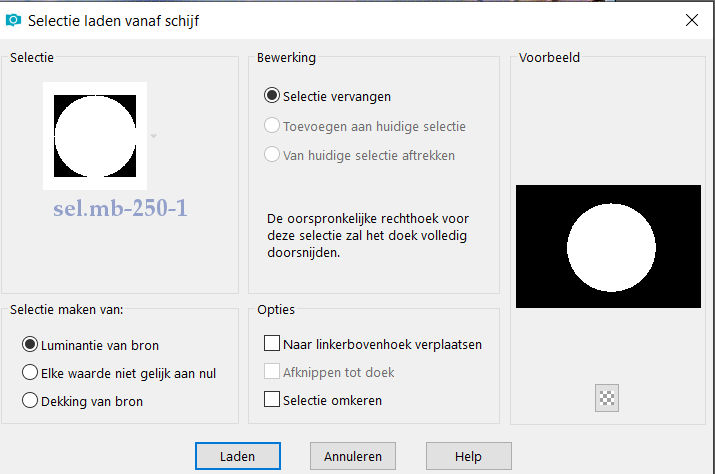 Selectie laden vanaf schijf
Selectie
sel.mb-250-1
Bewerking
Selectie vervangen
Toevoegen aan huidige selectie
Van huidige selectie aftrekken
De oorspronkelijke rechthoek voor
deze selectie zal het doek volledig
doorsnijden.
Voorbeeld
Selectie maken van:
Luminantie van bron
Elke waarde niet gelijk aan nul
Dekking van bron
Opties
Naar linkerbovenhoek verplaatsen
Afknippen tot doek
Selectie omkeren
Laden
Annuleren
Help